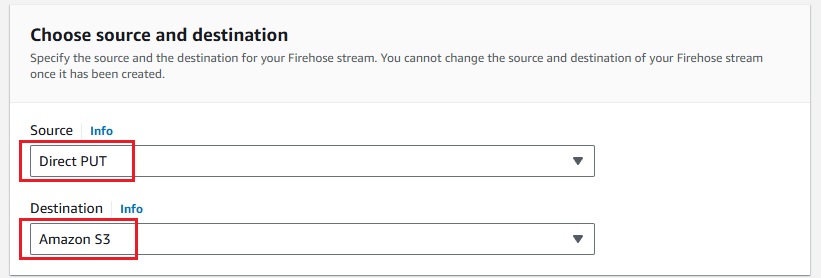 Choose source and destination
Specify the source and the destination for your Firehose stream. You cannot change the source and destination of your Firehose stream
once it has been created.
Source Info
Direct PUT
Destination Info
Amazon S3